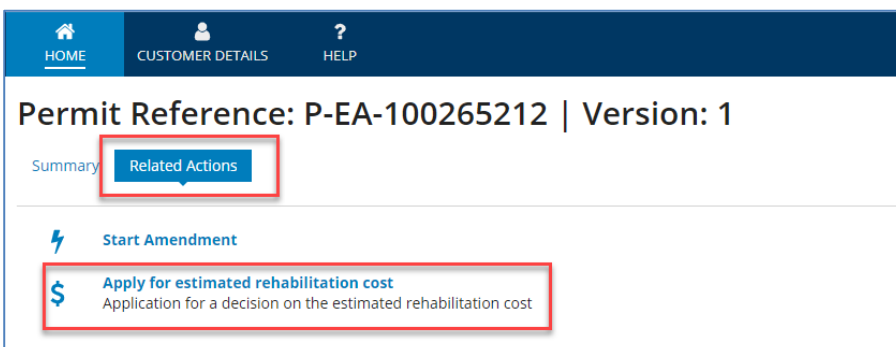 HOME CUSTOMER DETAILS ? HELP
Permit Reference: P-EA-100265212 | Version: 1
Summary Related Actions
Start Amendment
$ Apply for estimated rehabilitation cost
Application for a decision on the estimated rehabilitation cost